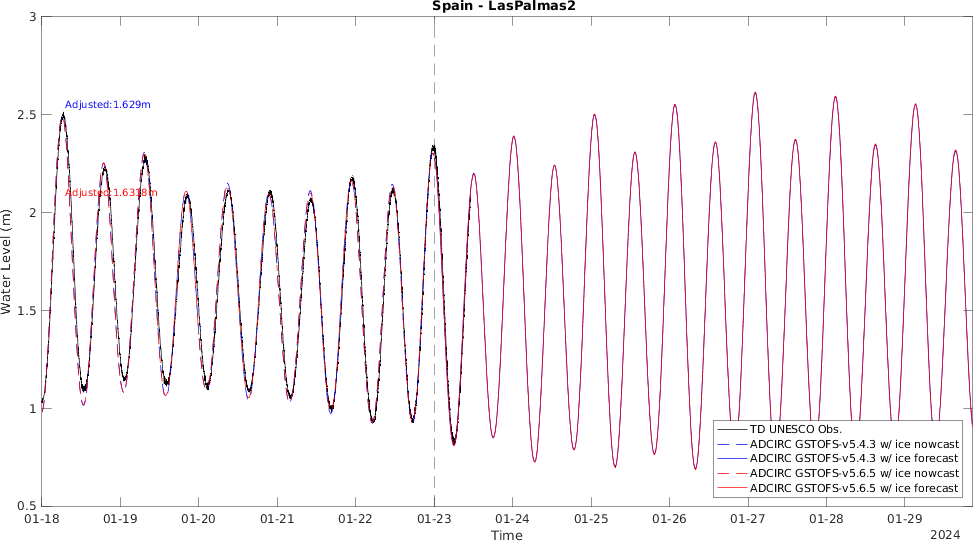 Spain - LasPalmas2
3
2.5
2
1.5
1
0.5
Water Level (m)
Adjusted:1.629m
Adjusted:1.6318m
TD UNESCO Obs.
ADCIRC GSTOFS-v5.4.3 w/ ice nowcast
ADCIRC GSTOFS-v5.4.3 w/ ice forecast
ADCIRC GSTOFS-v5.6.5 w/ ice nowcast
ADCIRC GSTOFS-v5.6.5 w/ ice forecast
01-18 01-19 01-20 01-21 01-22 01-23 01-24 01-25 01-26 01-27 01-28 01-29
Time
2024